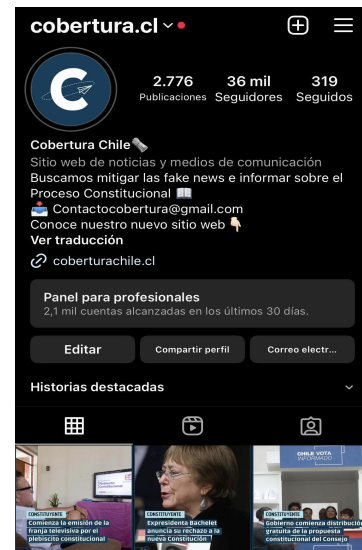 cobertura.cl
C
2.776 36 mil 319
Publicaciones Seguidores Seguidos
Cobertura Chile
Sitio web de noticias y medios de comunicación
Buscamos mitigar las fake news e informar sobre el
Proceso Constitucional
Contactocobertura@gmail.com
Conoce nuestro nuevo sitio web
Ver traducción
coberturachile.cl
Panel para profesionales
2,1 mil cuentas alcanzadas en los últimos 30 días.
Editar Compartir perfil Correo electr...
Historias destacadas
CONSTITUYENTE
Comienza la emisión de la
franja televisiva por el
plebiscito constitucional
CONSTITUYENTE
Expresidenta Bachelet
anuncia su rechazo a la
nueva Constitución
CHILE VOTA
INFORMADO
CONSTITUYENTE
Gobierno comienza distribución
gratuita de la propuesta
constitucional del Consejo